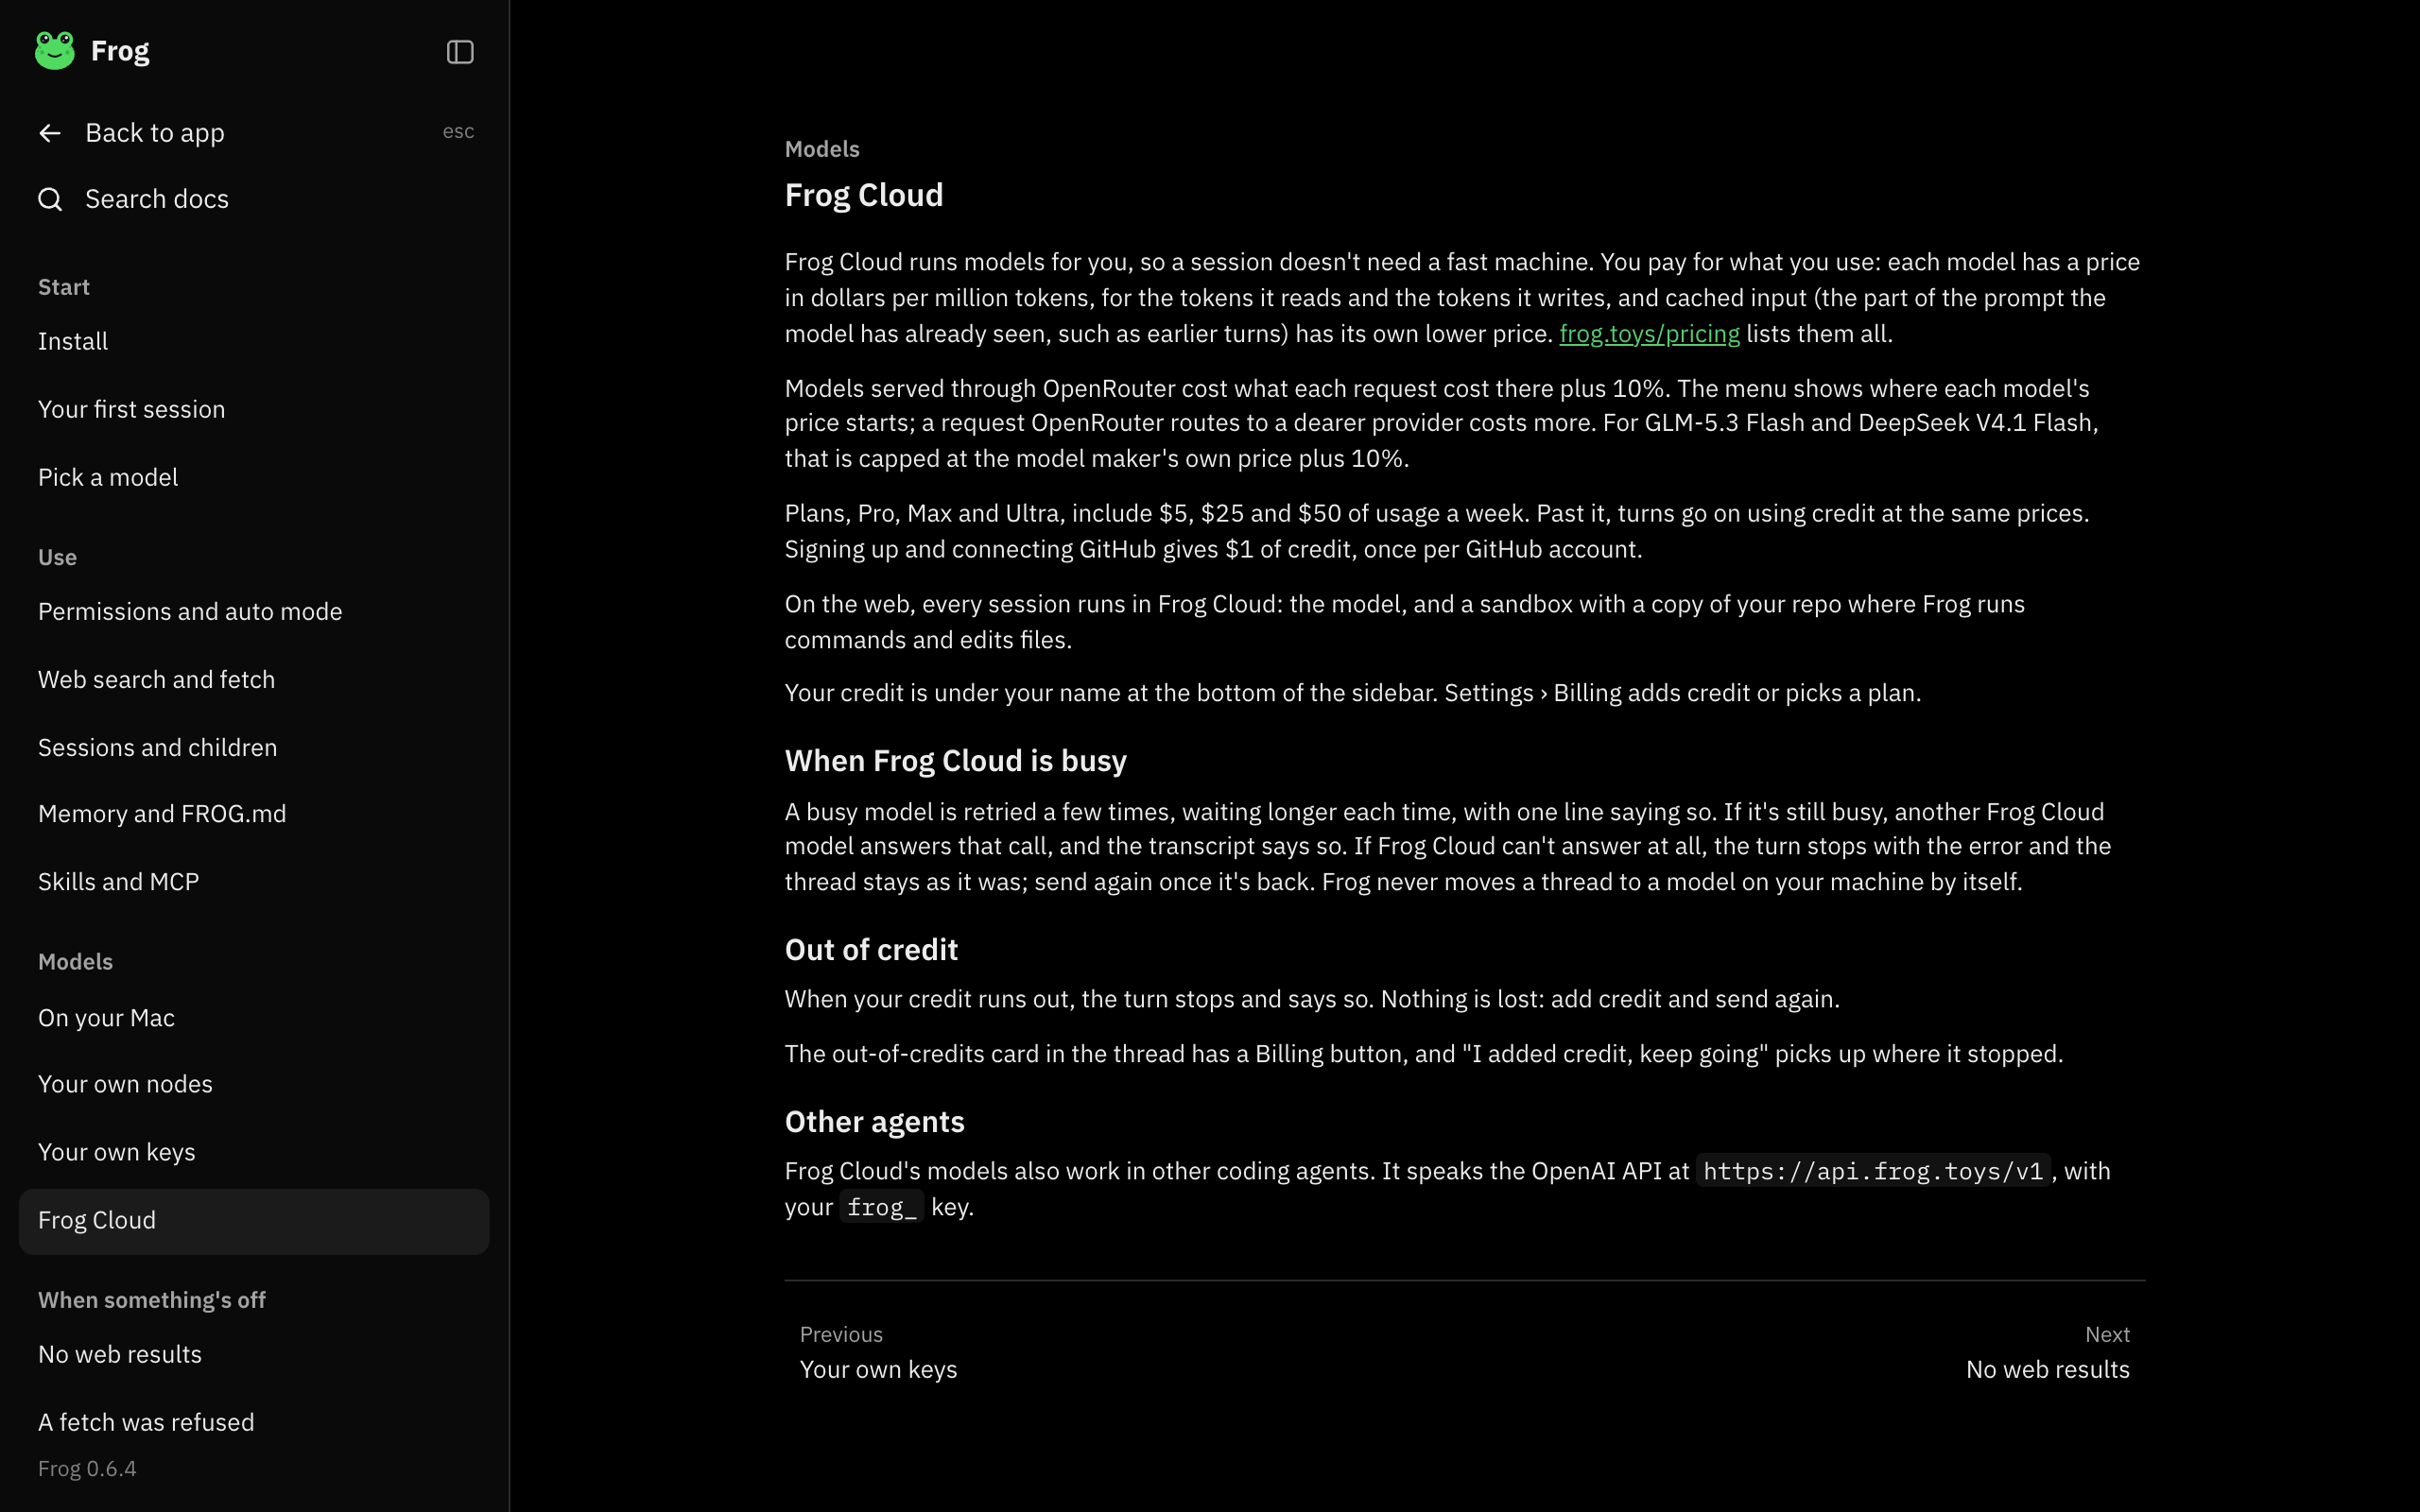 Frog
Back to app
esc
Search docs
Start
Install
Your first session
Pick a model
Use
Permissions and auto mode
Web search and fetch
Sessions and children
Memory and FROG.md
Skills and MCP
Models
On your Mac
Your own nodes
Your own keys
Frog Cloud
When something's off
No web results
A fetch was refused
Frog 0.6.4
Models
Frog Cloud
Frog Cloud runs models for you, so a session doesn't need a fast machine. You pay for what you use: each model has a price
in dollars per million tokens, for the tokens it reads and the tokens it writes, and cached input (the part of the prompt the
model has already seen, such as earlier turns) has its own lower price. frog.toys/pricing lists them all.
Models served through OpenRouter cost what each request cost there plus 10%. The menu shows where each model's
price starts; a request OpenRouter routes to a dearer provider costs more. For GLM-5.3 Flash and DeepSeek V4.1 Flash,
that is capped at the model maker's own price plus 10%.
Plans, Pro, Max and Ultra, include $5, $25 and $50 of usage a week. Past it, turns go on using credit at the same prices.
Signing up and connecting GitHub gives $1 of credit, once per GitHub account.
On the web, every session runs in Frog Cloud: the model, and a sandbox with a copy of your repo where Frog runs
commands and edits files.
Your credit is under your name at the bottom of the sidebar. Settings › Billing adds credit or picks a plan.
When Frog Cloud is busy
A busy model is retried a few times, waiting longer each time, with one line saying so. If it's still busy, another Frog Cloud
model answers that call, and the transcript says so. If Frog Cloud can't answer at all, the turn stops with the error and the
thread stays as it was; send again once it's back. Frog never moves a thread to a model on your machine by itself.
Out of credit
When your credit runs out, the turn stops and says so. Nothing is lost: add credit and send again.
The out-of-credits card in the thread has a Billing button, and "I added credit, keep going" picks up where it stopped.
Other agents
Frog Cloud's models also work in other coding agents. It speaks the OpenAI API at https://api.frog.toys/v1, with
your frog_ key.
Previous
Your own keys
Next
No web results